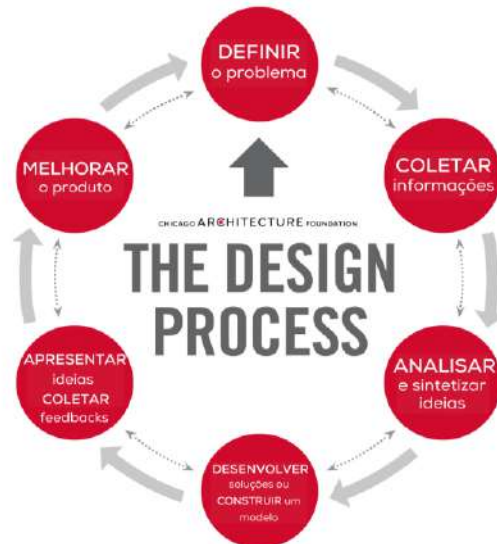 DEFINIR
o problema
COLETAR
informações
ANALISAR
e sintetizar
ideias
DESENVOLVER
soluções ou
CONSTRUIR um
modelo
APRESENTAR
ideias
COLETAR
feedbacks
MELHORAR
o produto
CHICAGO ARCHITECTURE FOUNDATION
THE DESIGN
PROCESS